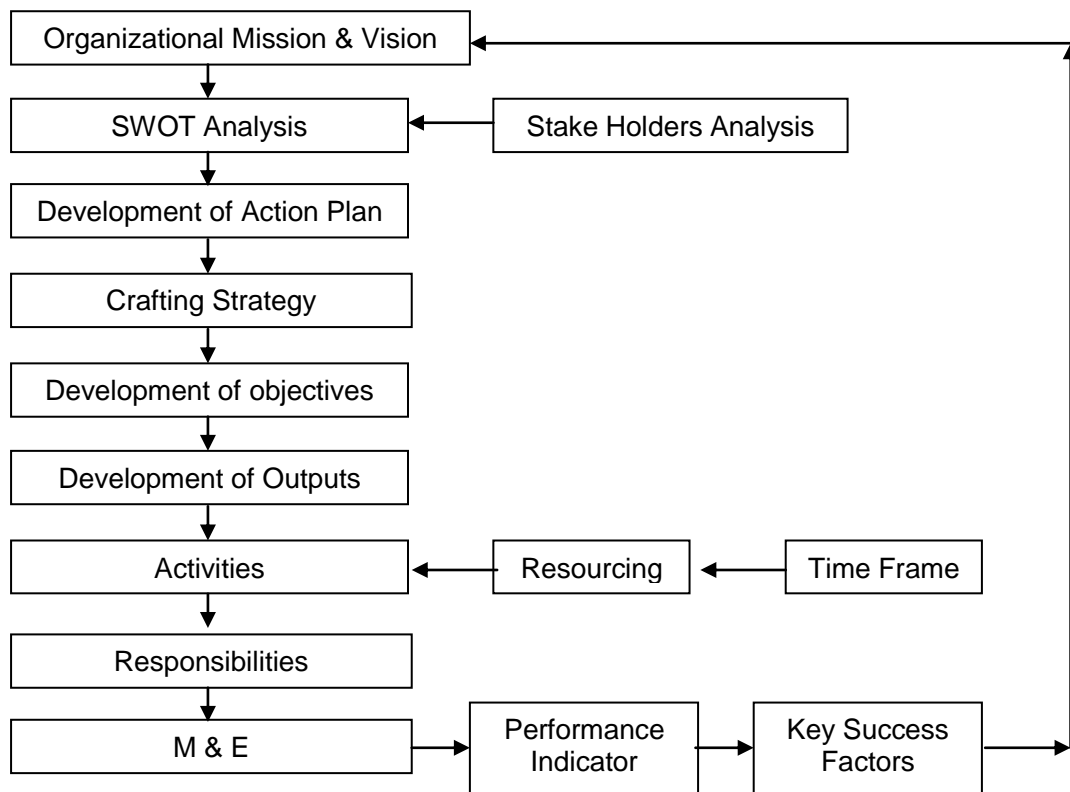 Organizational Mission & Vision
SWOT Analysis
Stake Holders Analysis
Development of Action Plan
Crafting Strategy
Development of objectives
Development of Outputs
Activities
Resourcing
Time Frame
Responsibilities
M & E
Performance
Indicator
Key Success
Factors